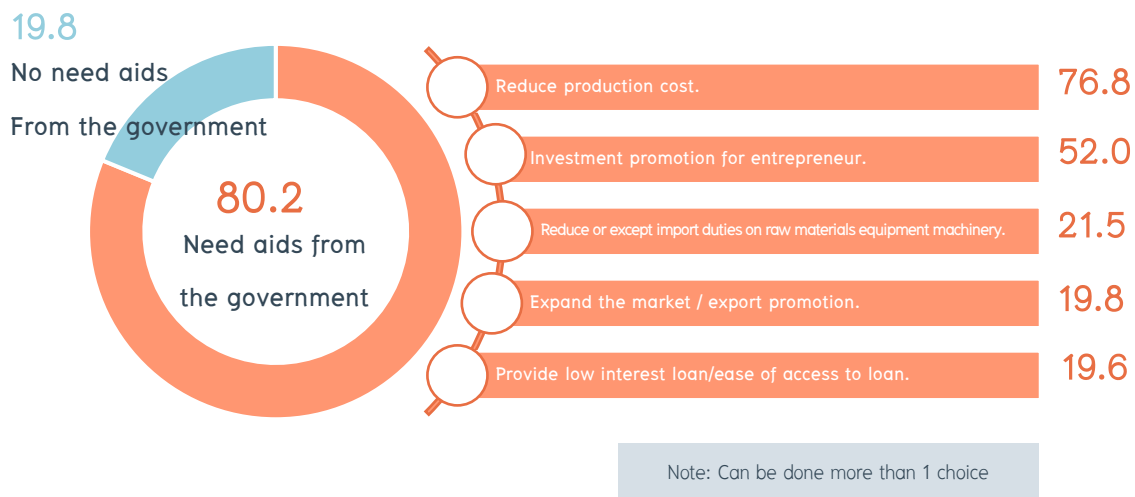 19.8
No need aids
From the government
80.2
Need aids from
the government
Reduce production cost.
76.8
Investment promotion for entrepreneur.
52.0
Reduce or except import duties on raw materials equipment machinery.
21.5
Expand the market / export promotion.
19.8
Provide low interest loan/ease of access to loan.
19.6
Note: Can be done more than 1 choice